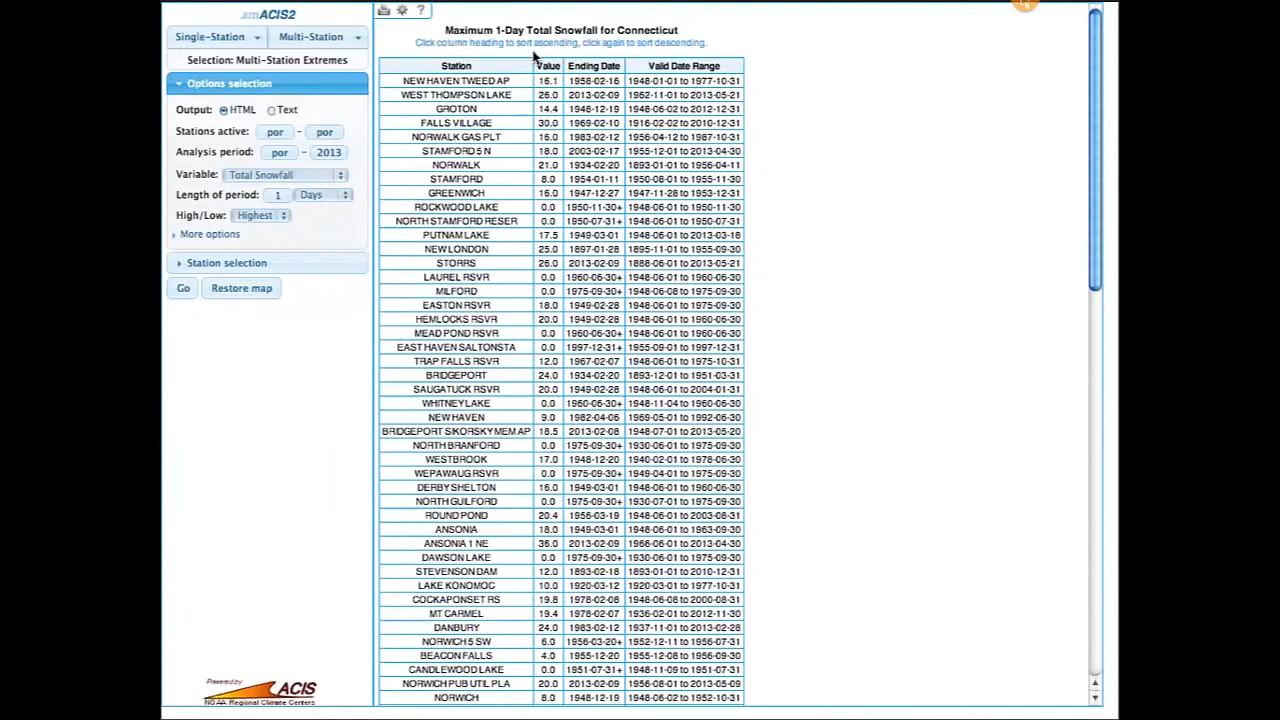 xmACIS2
Single-Station Multi-Station
Selection: Multi-Station Extremes
Options selection
Output: HTML Text
Stations active: por - por
Analysis period: por - 2013
Variable: Total Snowfall
Length of period: 1 Days
High/Low: Highest
More options
Station selection
Go Restore map
Powered by
ACIS
NOAA Regional Climate Centers
?
Maximum 1-Day Total Snowfall for Connecticut
Click column heading to sort ascending, click again to sort descending.
Station Value Ending Date Valid Date Range
NEW HAVEN TWEED AP 16.1 1958-02-16 1948-01-01 to 1977-10-31
WEST THOMPSON LAKE 26.0 2013-02-09 1962-11-01 to 2013-05-21
GROTON 14.4 1948-12-19 1948-06-02 to 2012-12-31
FALLS VILLAGE 30.0 1969-02-10 1916-02-02 to 2010-12-31
NORWALK GAS PLT 16.0 1983-02-12 1956-04-12 to 1987-10-31
STAMFORD 5 N 18.0 2003-02-17 1955-12-01 to 2013-04-30
NORWALK 21.0 1934-02-20 1893-01-01 to 1956-04-11
STAMFORD 8.0 1954-01-11 1950-08-01 to 1955-11-30
GREENWICH 16.0 1947-12-27 1947-11-28 to 1953-12-31
ROCKWOOD LAKE 0.0 1950-11-30+ 1948-06-01 to 1950-11-30
NORTH STAMFORD RESER 0.0 1950-07-31+ 1948-06-01 to 1950-07-31
PUTNAM LAKE 17.5 1949-03-01 1948-06-01 to 2013-03-18
NEW LONDON 25.0 1897-01-28 1895-11-01 to 1955-09-30
STORRS 26.0 2013-02-09 1888-06-01 to 2013-05-21
LAUREL RSVR 0.0 1960-06-30+ 1948-06-01 to 1960-06-30
MILFORD 0.0 1975-09-30+ 1948-06-08 to 1975-09-30
EASTON RSVR 18.0 1949-02-28 1948-06-01 to 1975-09-30
HEMLOCKS RSVR 20.0 1949-02-28 1948-06-01 to 1960-06-30
MEAD POND RSVR 0.0 1960-06-30+ 1948-06-01 to 1960-06-30
EAST HAVEN SALTONSTA 0.0 1997-12-31+ 1955-09-01 to 1997-12-31
TRAP FALLS RSVR 12.0 1967-02-07 1948-06-01 to 1975-10-31
BRIDGEPORT 24.0 1934-02-20 1893-12-01 to 1951-03-31
SAUGATUCK RSVR 20.0 1949-02-28 1948-06-01 to 2004-01-31
WHITNEY LAKE 0.0 1960-06-30+ 1948-11-04 to 1960-06-30
NEW HAVEN 9.0 1982-04-06 1969-05-01 to 1992-06-30
BRIDGEPORT SIKORSKY MEM AP 18.5 2013-02-08 1948-07-01 to 2013-05-20
NORTH BRANFORD 0.0 1975-09-30+ 1930-06-01 to 1975-09-30
WESTBROOK 17.0 1948-12-20 1940-02-01 to 1978-06-30
WEPAWAUG RSVR 0.0 1975-09-30+ 1949-04-01 to 1975-09-30
DERBY SHELTON 16.0 1949-03-01 1948-06-01 to 1960-06-30
NORTH GUILFORD 0.0 1975-09-30+ 1930-07-01 to 1975-09-30
ROUND POND 20.4 1956-03-19 1948-06-01 to 2003-08-31
ANSONIA 18.0 1949-03-01 1948-06-01 to 1963-09-30
ANSONIA 1 NE 36.0 2013-02-09 1966-06-01 to 2013-04-30
DAWSON LAKE 0.0 1975-09-30+ 1930-06-01 to 1975-09-30
STEVENSON DAM 12.0 1893-02-18 1893-01-01 to 2010-12-31
LAKE KONOMOC 10.0 1920-03-12 1920-03-01 to 1977-10-31
COCKAPONSET RS 19.8 1978-02-08 1948-06-08 to 2000-08-31
MT CARMEL 19.4 1978-02-07 1936-02-01 to 2012-11-30
DANBURY 24.0 1983-02-12 1937-11-01 to 2013-02-28
NORWICH 5 SW 6.0 1956-03-20+ 1952-12-11 to 1956-07-31
BEACON FALLS 4.0 1955-12-20 1955-12-08 to 1956-09-30
CANDLEWOOD LAKE 0.0 1951-07-31+ 1948-11-09 to 1951-07-31
NORWICH PUB UTIL PLA 20.0 2013-02-09 1956-08-01 to 2013-05-09
NORWICH 8.0 1948-12-19 1948-06-02 to 1952-10-31